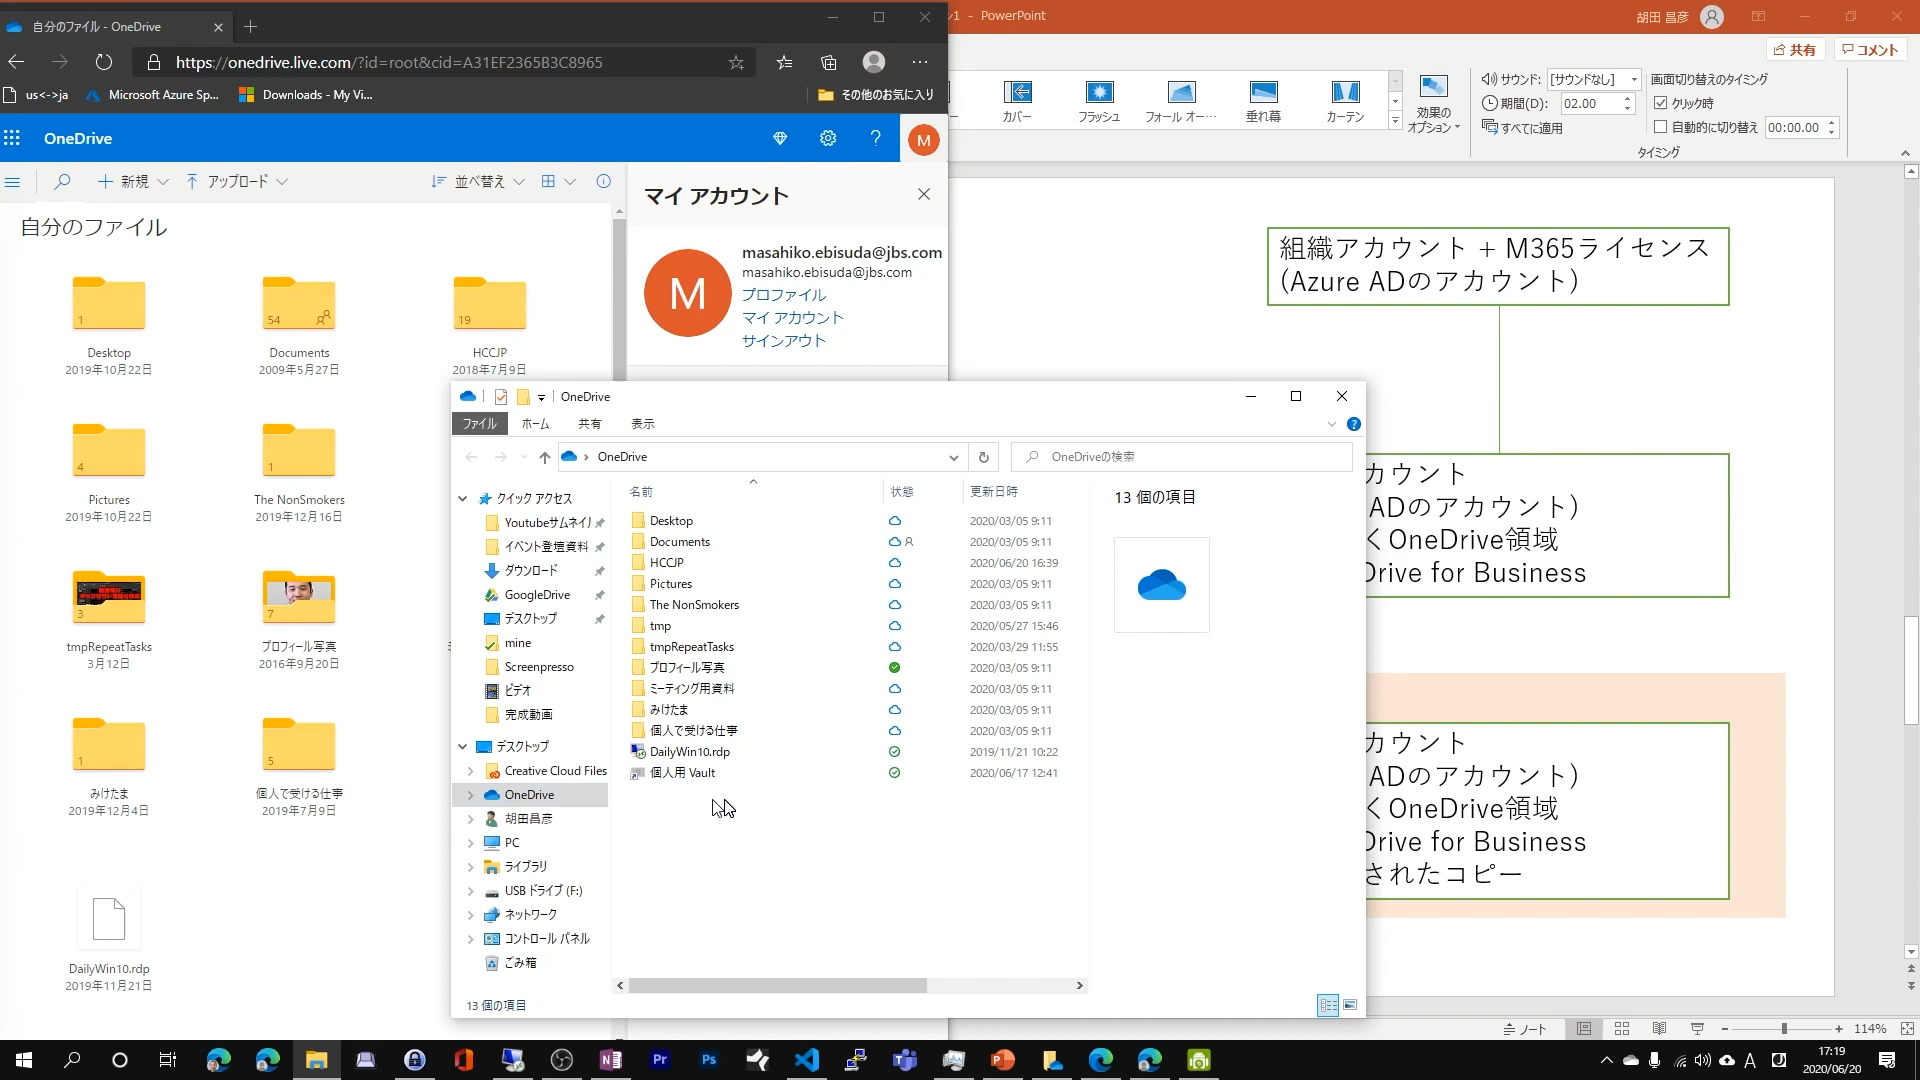 自分のファイル - OneDrive
https://onedrive.live.com/?id=root&cid=A31EF2365B3C8965
us<->ja
Microsoft Azure Sp...
Downloads - My Vi...
その他のお気に入り
OneDrive
?
M
新規
アップロード
並べ替え
自分のファイル
1
Desktop
2019年10月22日
54
Documents
2009年5月27日
19
HCCJP
2018年7月9日
4
Pictures
2019年10月22日
1
The NonSmokers
2019年12月16日
3
tmpRepeatTasks
3月12日
7
プロフィール写真
2016年9月20日
1
みけたま
2019年12月4日
5
個人で受ける仕事
2019年7月9日
DailyWin10.rdp
2019年11月21日
マイ アカウント
M
masahiko.ebisuda@jbs.com
masahiko.ebisuda@jbs.com
プロフィール
マイ アカウント
サインアウト
1 - PowerPoint
胡田 昌彦
共有
コメント
カバー
フラッシュ
フォール オー…
垂れ幕
カーテン
効果の
オプション
サウンド:
[サウンドなし]
期間(D):
02.00
すべてに適用
画面切り替えのタイミング
クリック時
自動的に切り替え
00:00.00
タイミング
組織アカウント + M365ライセンス
(Azure ADのアカウント)
カウント
ADのアカウント)
くOneDrive領域
Drive for Business
カウント
ADのアカウント)
くOneDrive領域
Drive for Business
されたコピー
OneDrive
ファイル
ホーム
共有
表示
OneDrive
OneDriveの検索
クイック アクセス
Youtubeサムネイル
イベント登壇資料
ダウンロード
GoogleDrive
デスクトップ
mine
Screenpresso
ビデオ
完成動画
デスクトップ
Creative Cloud Files
OneDrive
胡田昌彦
PC
ライブラリ
USB ドライブ (F:)
ネットワーク
コントロール パネル
ごみ箱
名前
状態
更新日時
Desktop
2020/03/05 9:11
Documents
2020/03/05 9:11
HCCJP
2020/06/20 16:39
Pictures
2020/03/05 9:11
The NonSmokers
2020/03/05 9:11
tmp
2020/05/27 15:46
tmpRepeatTasks
2020/03/29 11:55
プロフィール写真
2020/03/05 9:11
ミーティング用資料
2020/03/05 9:11
みけたま
2020/03/05 9:11
個人で受ける仕事
2020/03/05 9:11
DailyWin10.rdp
2019/11/21 10:22
個人用 Vault
2020/06/17 12:41
13 個の項目
13 個の項目
ノート
114%
Pr
Ps
A
17:19
2020/06/20